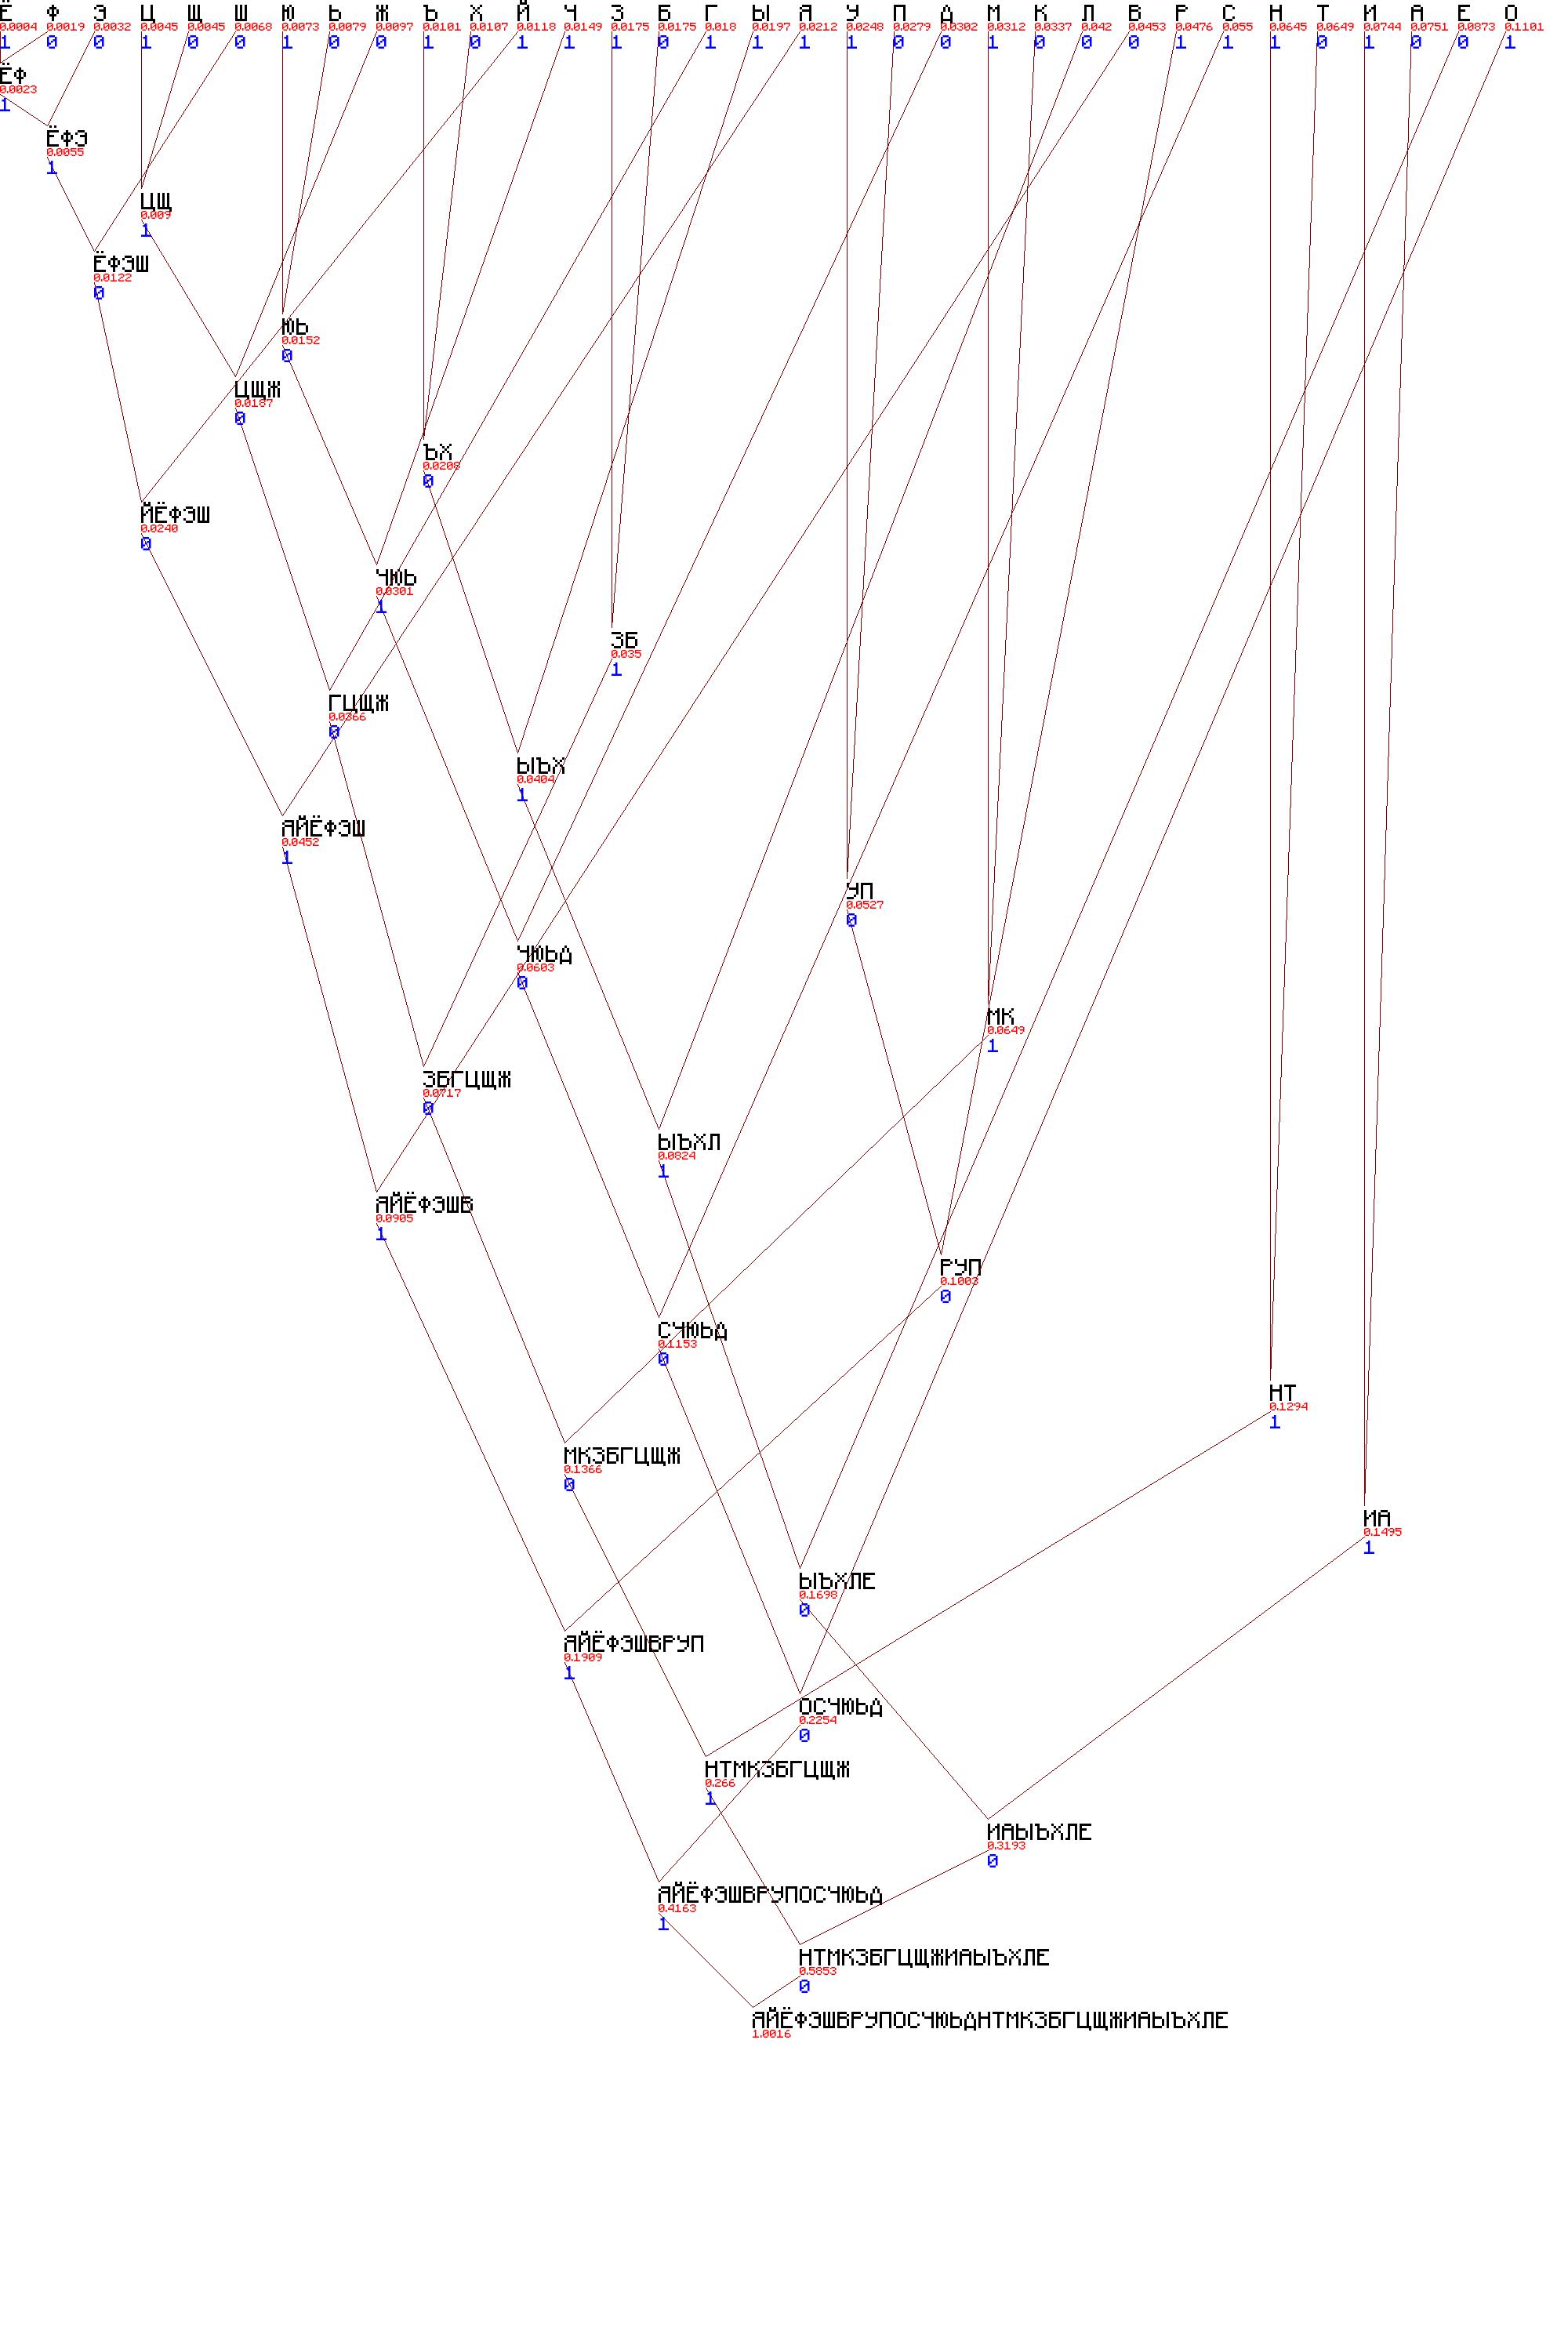 Ё Ф Э Ц Щ Ш Ю Ь Ж Ъ Х Й Ч З Б Г Ы Я У П Д М К Л В Р С Н Т И А Е О
0.0004 0.0019 0.0032 0.0045 0.0045 0.0068 0.0073 0.0079 0.0097 0.0101 0.0107 0.0118 0.0149 0.0175 0.0175 0.018 0.0197 0.0212 0.0248 0.0279 0.0302 0.0312 0.0337 0.042 0.0453 0.0476 0.055 0.0645 0.0649 0.0744 0.0751 0.0873 0.1101
1 0 0 1 0 0 1 0 0 1 0 1 1 1 0 1 1 1 1 0 0 1 0 0 0 1 1 1 0 1 0 0 1
ЁФ
0.0023
1
ЁФЭ
0.0055
1
ЦЩ
0.009
1
ЁФЭШ
0.0122
0
ЮЬ
0.0152
0
ЦЩЖ
0.0187
0
ЪХ
0.0208
0
ЙЁФЭШ
0.0240
0
ЧЮЬ
0.0301
1
ЗБ
0.035
1
ГЦЩЖ
0.0366
0
ЫЪХ
0.0404
1
ЯЙЁФЭШ
0.0452
1
УП
0.0527
0
ЧЮЬД
0.0603
0
МК
0.0649
1
ЗБГЦЩЖ
0.0717
0
ЫЪХЛ
0.0824
1
ЯЙЁФЭШВ
0.0905
1
РУП
0.1003
0
СЧЮЬД
0.1153
0
НТ
0.1294
1
МКЗБГЦЩЖ
0.1366
0
ИА
0.1495
1
ЫЪХЛЕ
0.1698
0
ЯЙЁФЭШВРУП
0.1909
1
ОСЧЮЬД
0.2254
0
НТМКЗБГЦЩЖ
0.266
1
ИАЫЪХЛЕ
0.3193
0
ЯЙЁФЭШВРУПОСЧЮЬД
0.4163
1
НТМКЗБГЦЩЖИАЫЪХЛЕ
0.5853
0
ЯЙЁФЭШВРУПОСЧЮЬДНТМКЗБГЦЩЖИАЫЪХЛЕ
1.0016